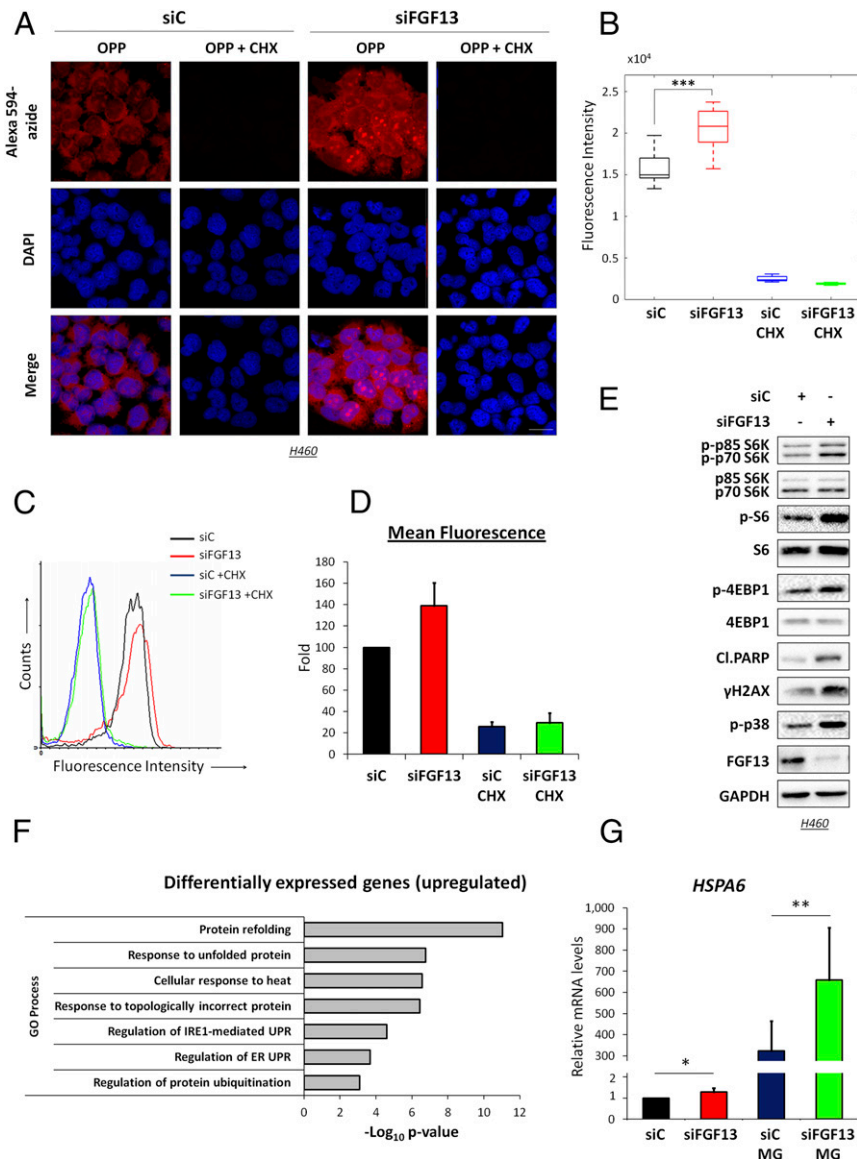 A
siC
siFGF13
OPP
OPP + CHX
OPP
OPP + CHX
Alexa 594-
azide
DAPI
Merge
H460
B
x10⁴
Fluorescence Intensity
2.5
2
1.5
1
0.5
0
***
siC
siFGF13
siC
CHX
siFGF13
CHX
C
siC
siFGF13
siC +CHX
siFGF13 +CHX
Counts
0
Fluorescence Intensity
D
Mean Fluorescence
Fold
200
180
160
140
120
100
80
60
40
20
0
siC
siFGF13
siC
CHX
siFGF13
CHX
E
siC + -
siFGF13 - +
p-p85 S6K
p-p70 S6K
p85 S6K
p70 S6K
p-S6
S6
p-4EBP1
4EBP1
Cl.PARP
γH2AX
p-p38
FGF13
GAPDH
H460
F
Differentially expressed genes (upregulated)
GO Process
Protein refolding
Response to unfolded protein
Cellular response to heat
Response to topologically incorrect protein
Regulation of IRE1-mediated UPR
Regulation of ER UPR
Regulation of protein ubiquitination
0 2 4 6 8 10 12
-Log₁₀ p-value
G
HSPA6
Relative mRNA levels
1,000
900
800
700
600
500
400
300
2
1
0
*
**
siC
siFGF13
siC
MG
siFGF13
MG